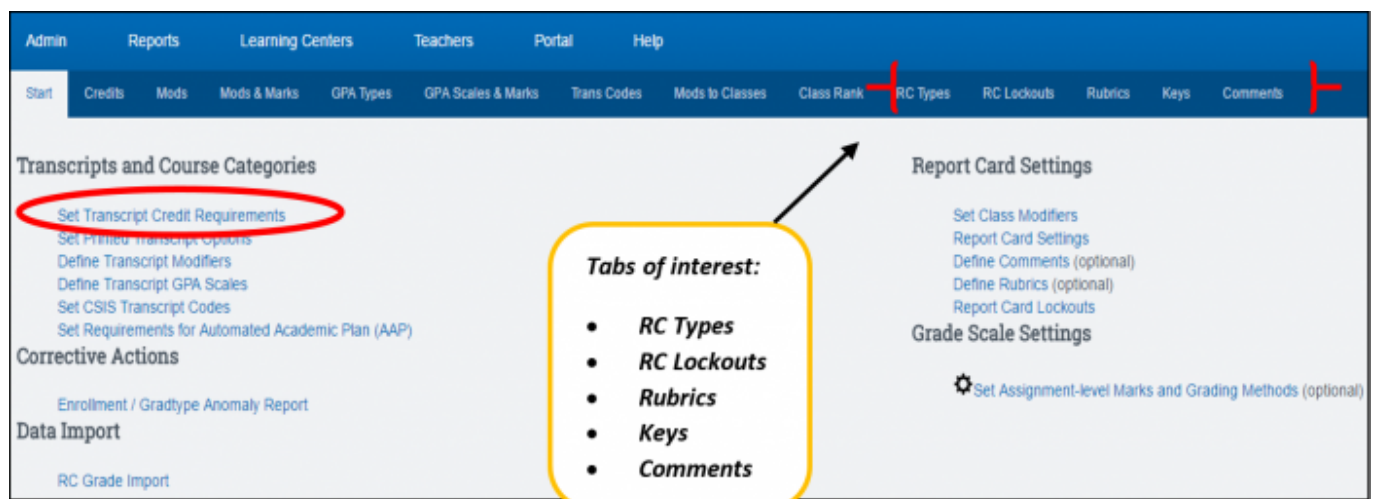 Admin Reports Learning Centers Teachers Portal Help
Start Credits Mods Mods & Marks GPA Types GPA Scales & Marks Trans Codes Mods to Classes Class Rank RC Types RC Lockouts Rubrics Keys Comments
Transcripts and Course Categories
Set Transcript Credit Requirements
Set Printed Transcript Options
Define Transcript Modifiers
Define Transcript GPA Scales
Set CSIS Transcript Codes
Set Requirements for Automated Academic Plan (AAP)
Corrective Actions
Enrollment / Gradtype Anomaly Report
Data Import
RC Grade Import
Tabs of interest:
• RC Types
• RC Lockouts
• Rubrics
• Keys
• Comments
Report Card Settings
Set Class Modifiers
Report Card Settings
Define Comments (optional)
Define Rubrics (optional)
Report Card Lockouts
Grade Scale Settings
Set Assignment-level Marks and Grading Methods (optional)